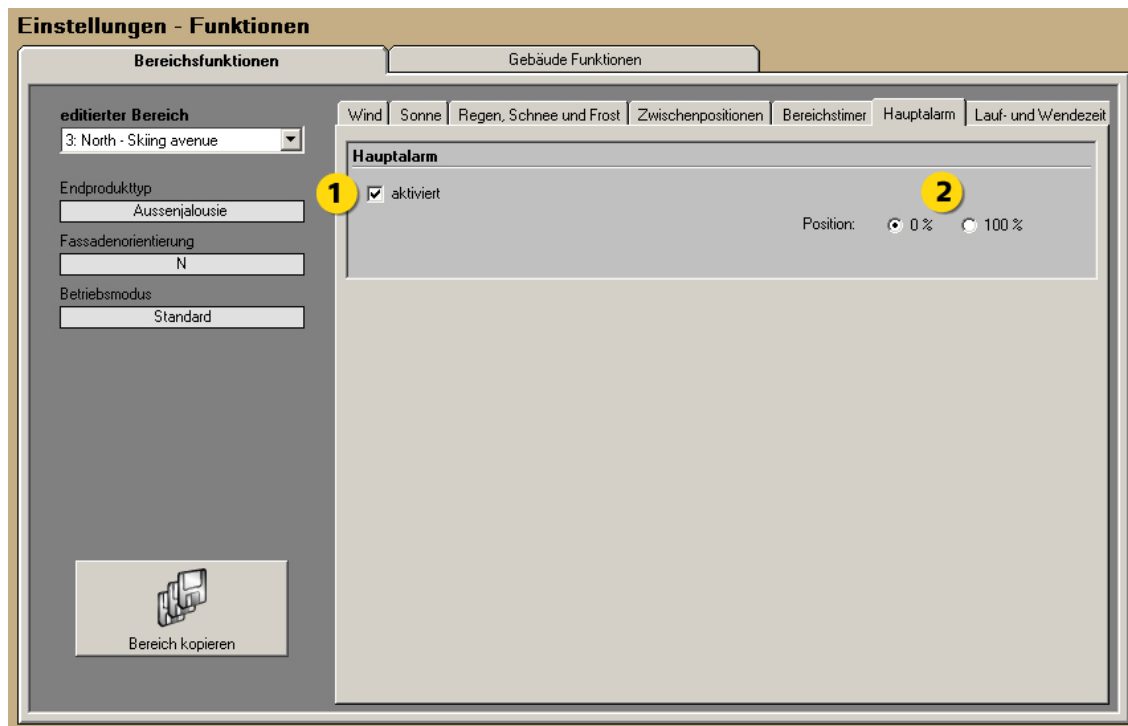 Einstellungen - Funktionen
Bereichsfunktionen
Gebäude Funktionen
editierter Bereich
3: North - Skiing avenue
Endprodukttyp
Aussenjalousie
Fassadenorientierung
N
Betriebsmodus
Standard
Bereich kopieren
Wind
Sonne
Regen, Schnee und Frost
Zwischenpositionen
Bereichstimer
Hauptalarm
Lauf- und Wendezeit
Hauptalarm
1
aktiviert
2
Position:
0 %
100 %